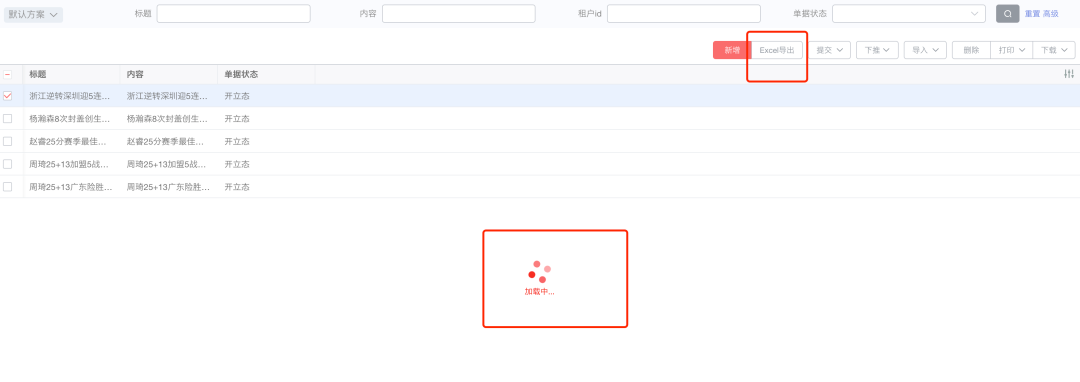 默认方案 标题 内容 租户id 单据状态 重置 高级
新增 Excel导出 提交 下推 导入 删除 打印 下载
标题 内容 单据状态
浙江逆转深圳迎5连... 浙江逆转深圳迎5连... 开立态
杨瀚森8次封盖创生... 杨瀚森8次封盖创生... 开立态
赵睿25分赛季最佳... 赵睿25分赛季最佳... 开立态
周琦25+13加盟5战... 周琦25+13加盟5战... 开立态
周琦25+13广东险胜... 周琦25+13广东险胜... 开立态
加载中...